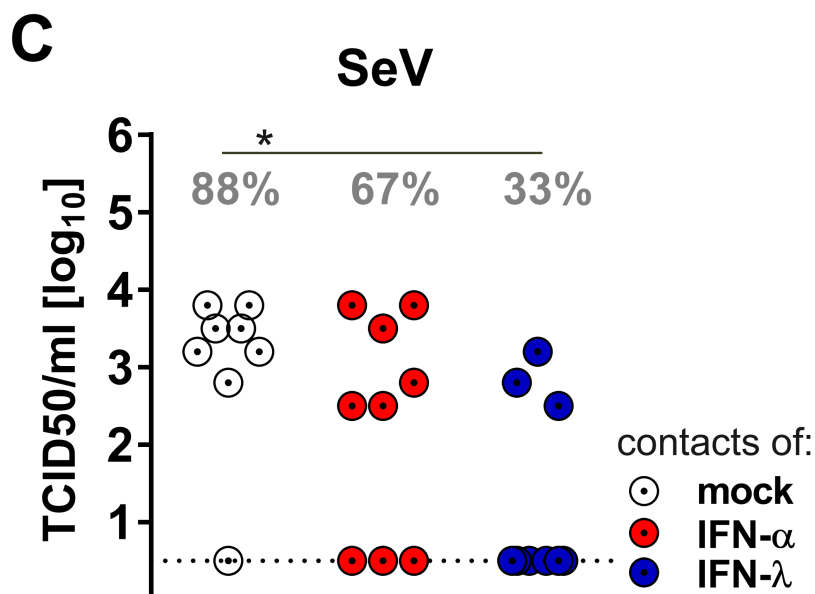 C
SeV
*
88% 67% 33%
6
5
4
3
2
1
TCID50/ml [log10]
contacts of:
mock
IFN-α
IFN-λ